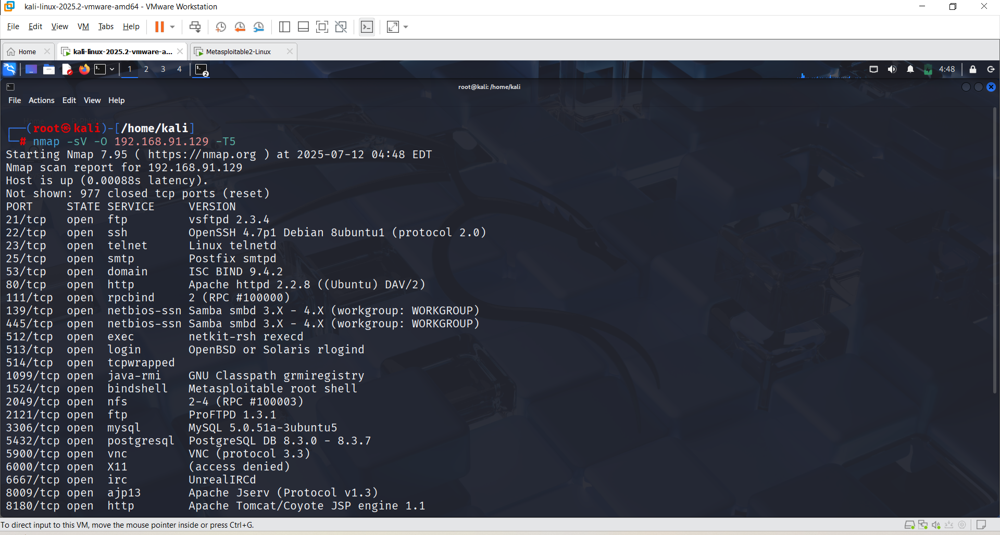 kali-linux-2025.2-vmware-amd64 - VMware Workstation
File Edit View VM Tabs Help
Home kali-linux-2025.2-vmware-a... Metasploitable2-Linux
1 2 3 4 2 4:48
root@kali: /home/kali
File Actions Edit View Help
(root㉿kali)-[/home/kali]
# nmap -sV -O 192.168.91.129 -T5
Starting Nmap 7.95 ( https://nmap.org ) at 2025-07-12 04:48 EDT
Nmap scan report for 192.168.91.129
Host is up (0.00088s latency).
Not shown: 977 closed tcp ports (reset)
PORT     STATE SERVICE     VERSION
21/tcp   open  ftp         vsftpd 2.3.4
22/tcp   open  ssh         OpenSSH 4.7p1 Debian 8ubuntu1 (protocol 2.0)
23/tcp   open  telnet      Linux telnetd
25/tcp   open  smtp        Postfix smtpd
53/tcp   open  domain      ISC BIND 9.4.2
80/tcp   open  http        Apache httpd 2.2.8 ((Ubuntu) DAV/2)
111/tcp  open  rpcbind     2 (RPC #100000)
139/tcp  open  netbios-ssn Samba smbd 3.X - 4.X (workgroup: WORKGROUP)
445/tcp  open  netbios-ssn Samba smbd 3.X - 4.X (workgroup: WORKGROUP)
512/tcp  open  exec        netkit-rsh rexecd
513/tcp  open  login       OpenBSD or Solaris rlogind
514/tcp  open  tcpwrapped
1099/tcp open  java-rmi    GNU Classpath grmiregistry
1524/tcp open  bindshell   Metasploitable root shell
2049/tcp open  nfs         2-4 (RPC #100003)
2121/tcp open  ftp         ProFTPD 1.3.1
3306/tcp open  mysql       MySQL 5.0.51a-3ubuntu5
5432/tcp open  postgresql  PostgreSQL DB 8.3.0 - 8.3.7
5900/tcp open  vnc         VNC (protocol 3.3)
6000/tcp open  X11         (access denied)
6667/tcp open  irc         UnrealIRCd
8009/tcp open  ajp13       Apache Jserv (Protocol v1.3)
8180/tcp open  http        Apache Tomcat/Coyote JSP engine 1.1
To direct input to this VM, move the mouse pointer inside or press Ctrl+G.